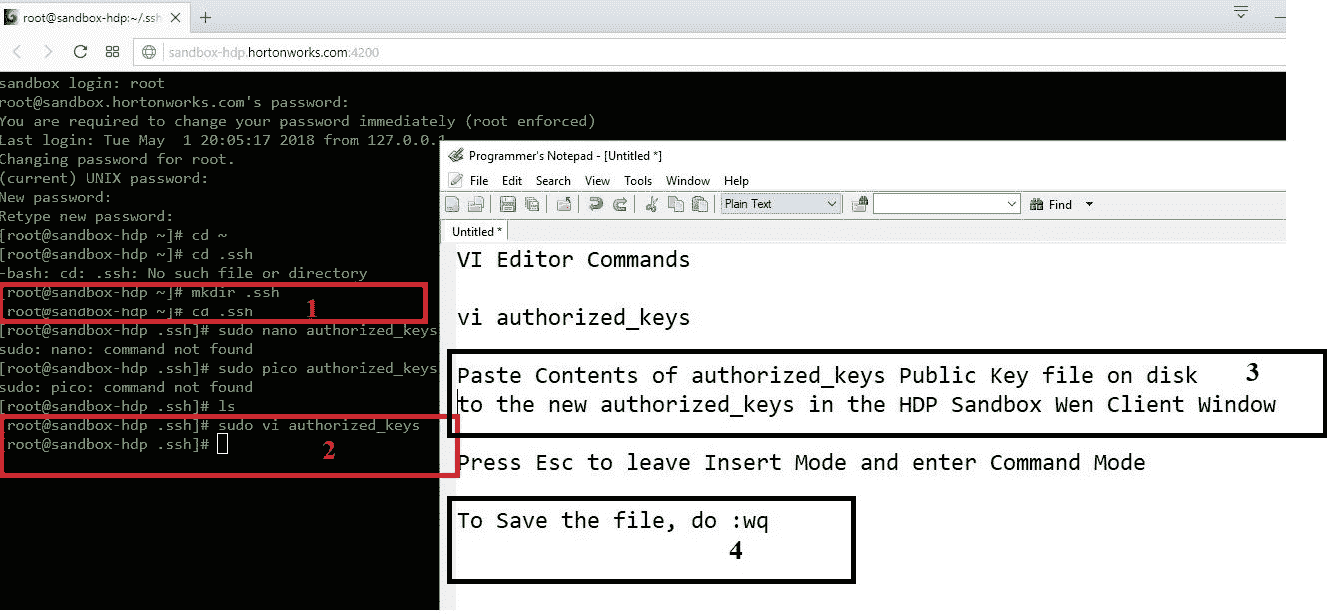 root@sandbox-hdp:~/.ssh
sandbox-hdp.hortonworks.com:4200
sandbox login: root
root@sandbox.hortonworks.com's password:
You are required to change your password immediately (root enforced)
Last login: Tue May  1 20:05:17 2018 from 127.0.0.1
Changing password for root.
(current) UNIX password:
New password:
Retype new password:
[root@sandbox-hdp ~]# cd ~
[root@sandbox-hdp ~]# cd .ssh
-bash: cd: .ssh: No such file or directory
[root@sandbox-hdp ~]# mkdir .ssh
[root@sandbox-hdp ~]# cd .ssh
1
[root@sandbox-hdp .ssh]# sudo nano authorized_keys
sudo: nano: command not found
[root@sandbox-hdp .ssh]# sudo pico authorized_keys
sudo: pico: command not found
[root@sandbox-hdp .ssh]# ls
[root@sandbox-hdp .ssh]# sudo vi authorized_keys
[root@sandbox-hdp .ssh]#
2
Programmer's Notepad - [Untitled *]
File Edit Search View Tools Window Help
Plain Text Find
Untitled *
VI Editor Commands
vi authorized_keys
Paste Contents of authorized_keys Public Key file on disk 3
to the new authorized_keys in the HDP Sandbox Wen Client Window
Press Esc to leave Insert Mode and enter Command Mode
To Save the file, do :wq
4